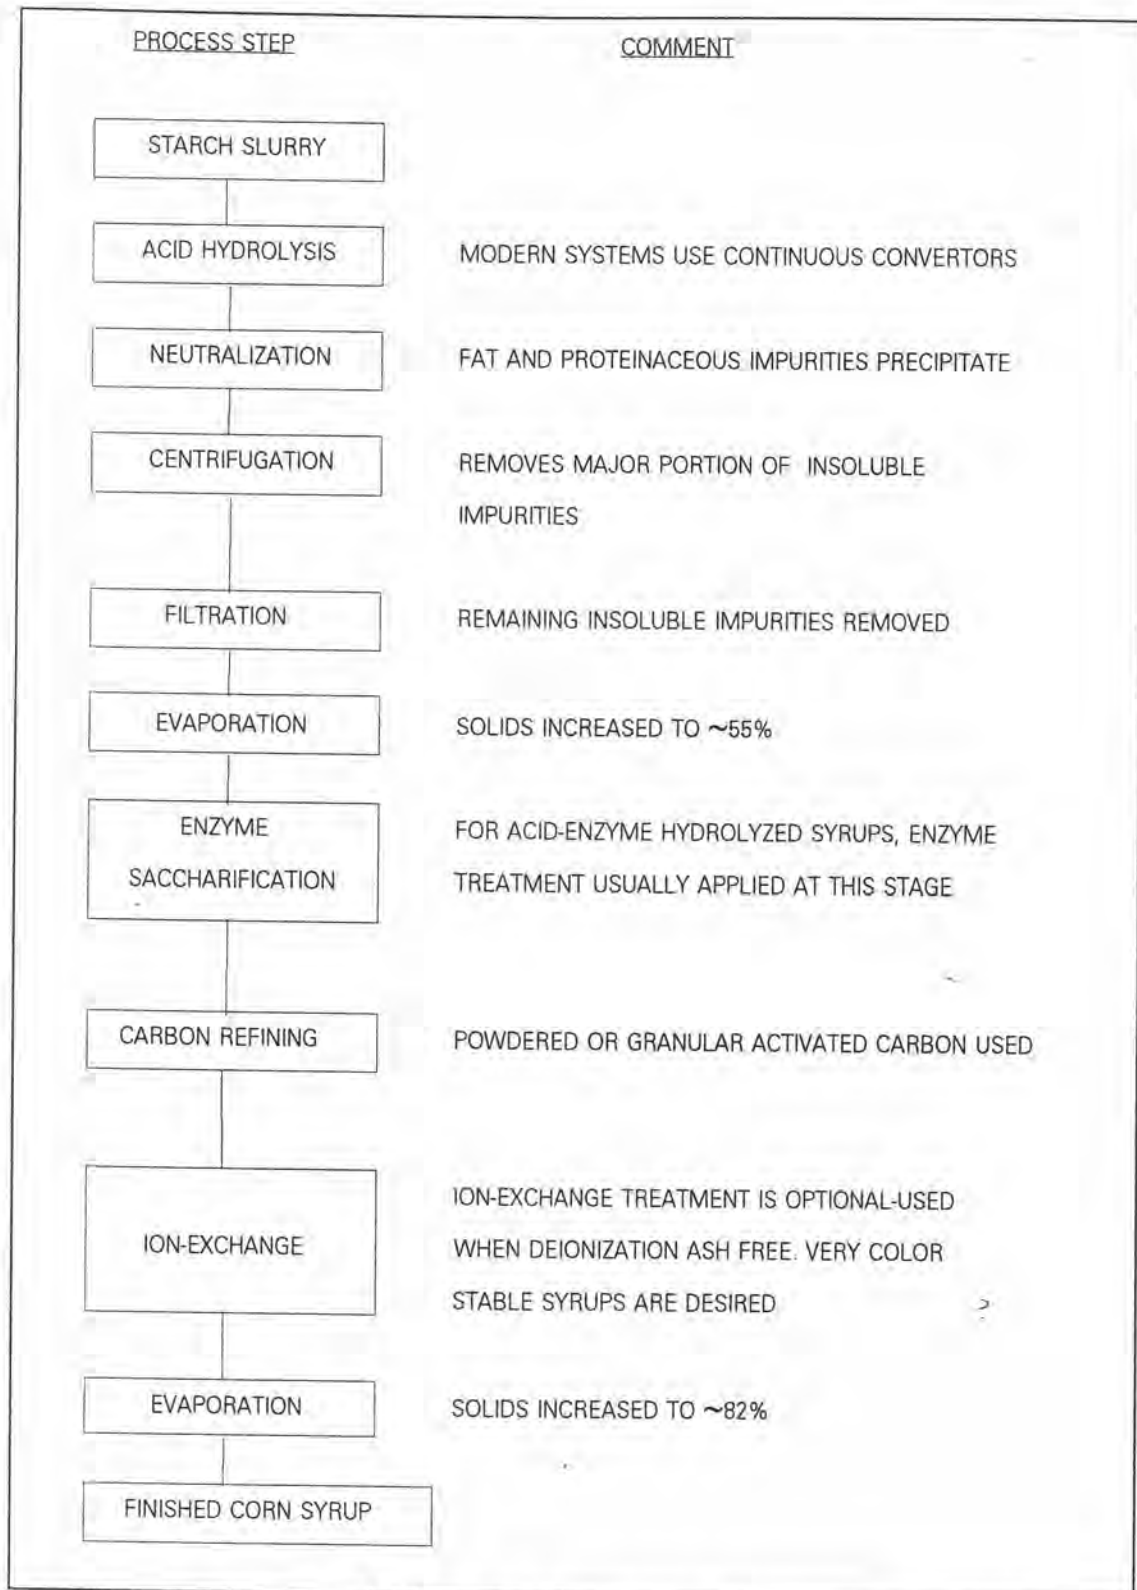 PROCESS STEP COMMENT
STARCH SLURRY
ACID HYDROLYSIS MODERN SYSTEMS USE CONTINUOUS CONVERTORS
NEUTRALIZATION FAT AND PROTEINACEOUS IMPURITIES PRECIPITATE
CENTRIFUGATION REMOVES MAJOR PORTION OF INSOLUBLE
IMPURITIES
FILTRATION REMAINING INSOLUBLE IMPURITIES REMOVED
EVAPORATION SOLIDS INCREASED TO ~55%
ENZYME FOR ACID-ENZYME HYDROLYZED SYRUPS, ENZYME
SACCHARIFICATION TREATMENT USUALLY APPLIED AT THIS STAGE
CARBON REFINING POWDERED OR GRANULAR ACTIVATED CARBON USED
ION-EXCHANGE TREATMENT IS OPTIONAL-USED
ION-EXCHANGE WHEN DEIONIZATION ASH FREE. VERY COLOR
STABLE SYRUPS ARE DESIRED
EVAPORATION SOLIDS INCREASED TO ~82%
FINISHED CORN SYRUP